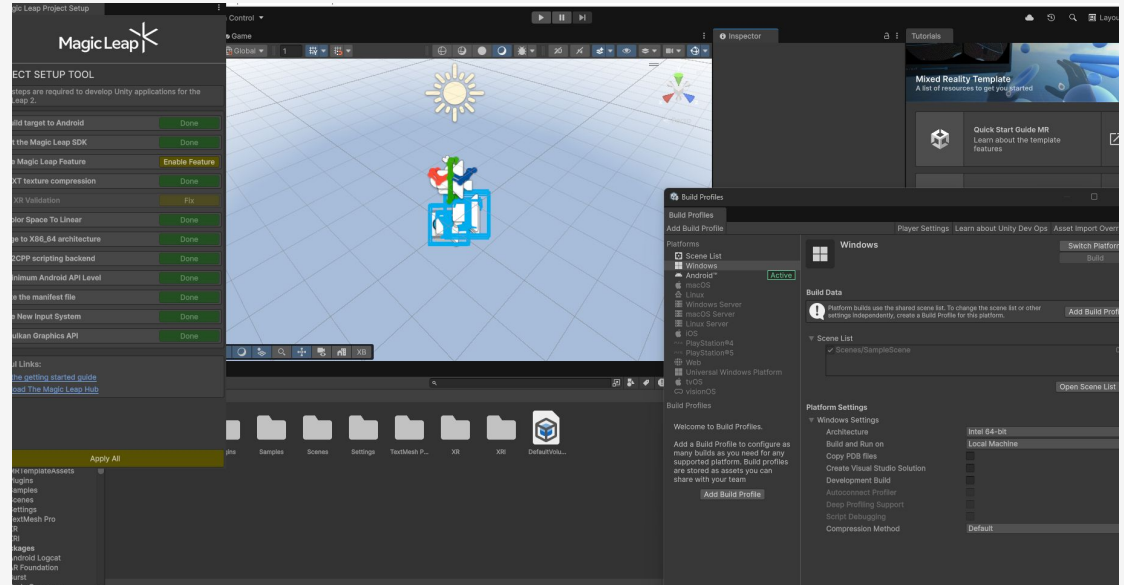 gic Leap Project Setup
Magic Leap
ECT SETUP TOOL
steps are required to develop Unity applications for the
Leap 2.
ild target to Android Done
t the Magic Leap SDK Done
e Magic Leap Feature Enable Feature
XT texture compression Done
XR Validation Fix
olor Space To Linear Done
ge to X86_64 architecture Done
2CPP scripting backend Done
inimum Android API Level Done
e the manifest file Done
e New Input System Done
ulkan Graphics API Done
ul Links:
the getting started guide
oad The Magic Leap Hub
Apply All
MRTemplateAssets
Plugins
amples
cenes
ettings
extMesh Pro
R
RI
kages
ndroid Logcat
R Foundation
urst
Control
Game
Global
1
2D
XB
gins
Samples
Scenes
Settings
TextMesh P...
XR
XRI
DefaultVolu...
Inspector
Layou
Tutorials
Mixed Reality Template
A list of resources to get you started
Quick Start Guide MR
Learn about the template
features
Build Profiles
Build Profiles
Add Build Profile
Player Settings Learn about Unity Dev Ops Asset Import Overr
Platforms
Scene List
Windows
Android™ Active
macOS
Linux
Windows Server
macOS Server
Linux Server
iOS
PlayStation®4
PlayStation®5
Web
Universal Windows Platform
tvOS
visionOS
Build Profiles
Welcome to Build Profiles.
Add a Build Profile to configure as
many builds as you need for any
supported platform. Build profiles
are stored as assets you can
share with your team
Add Build Profile
Windows
Switch Platform
Build
Build Data
Platform builds use the shared scene list. To change the scene list or other
settings independently, create a Build Profile for this platform.
Add Build Profi
Scene List
Scenes/SampleScene
Open Scene List
Platform Settings
Windows Settings
Architecture Intel 64-bit
Build and Run on Local Machine
Copy PDB files
Create Visual Studio Solution
Development Build
Autoconnect Profiler
Deep Profiling Support
Script Debugging
Compression Method Default